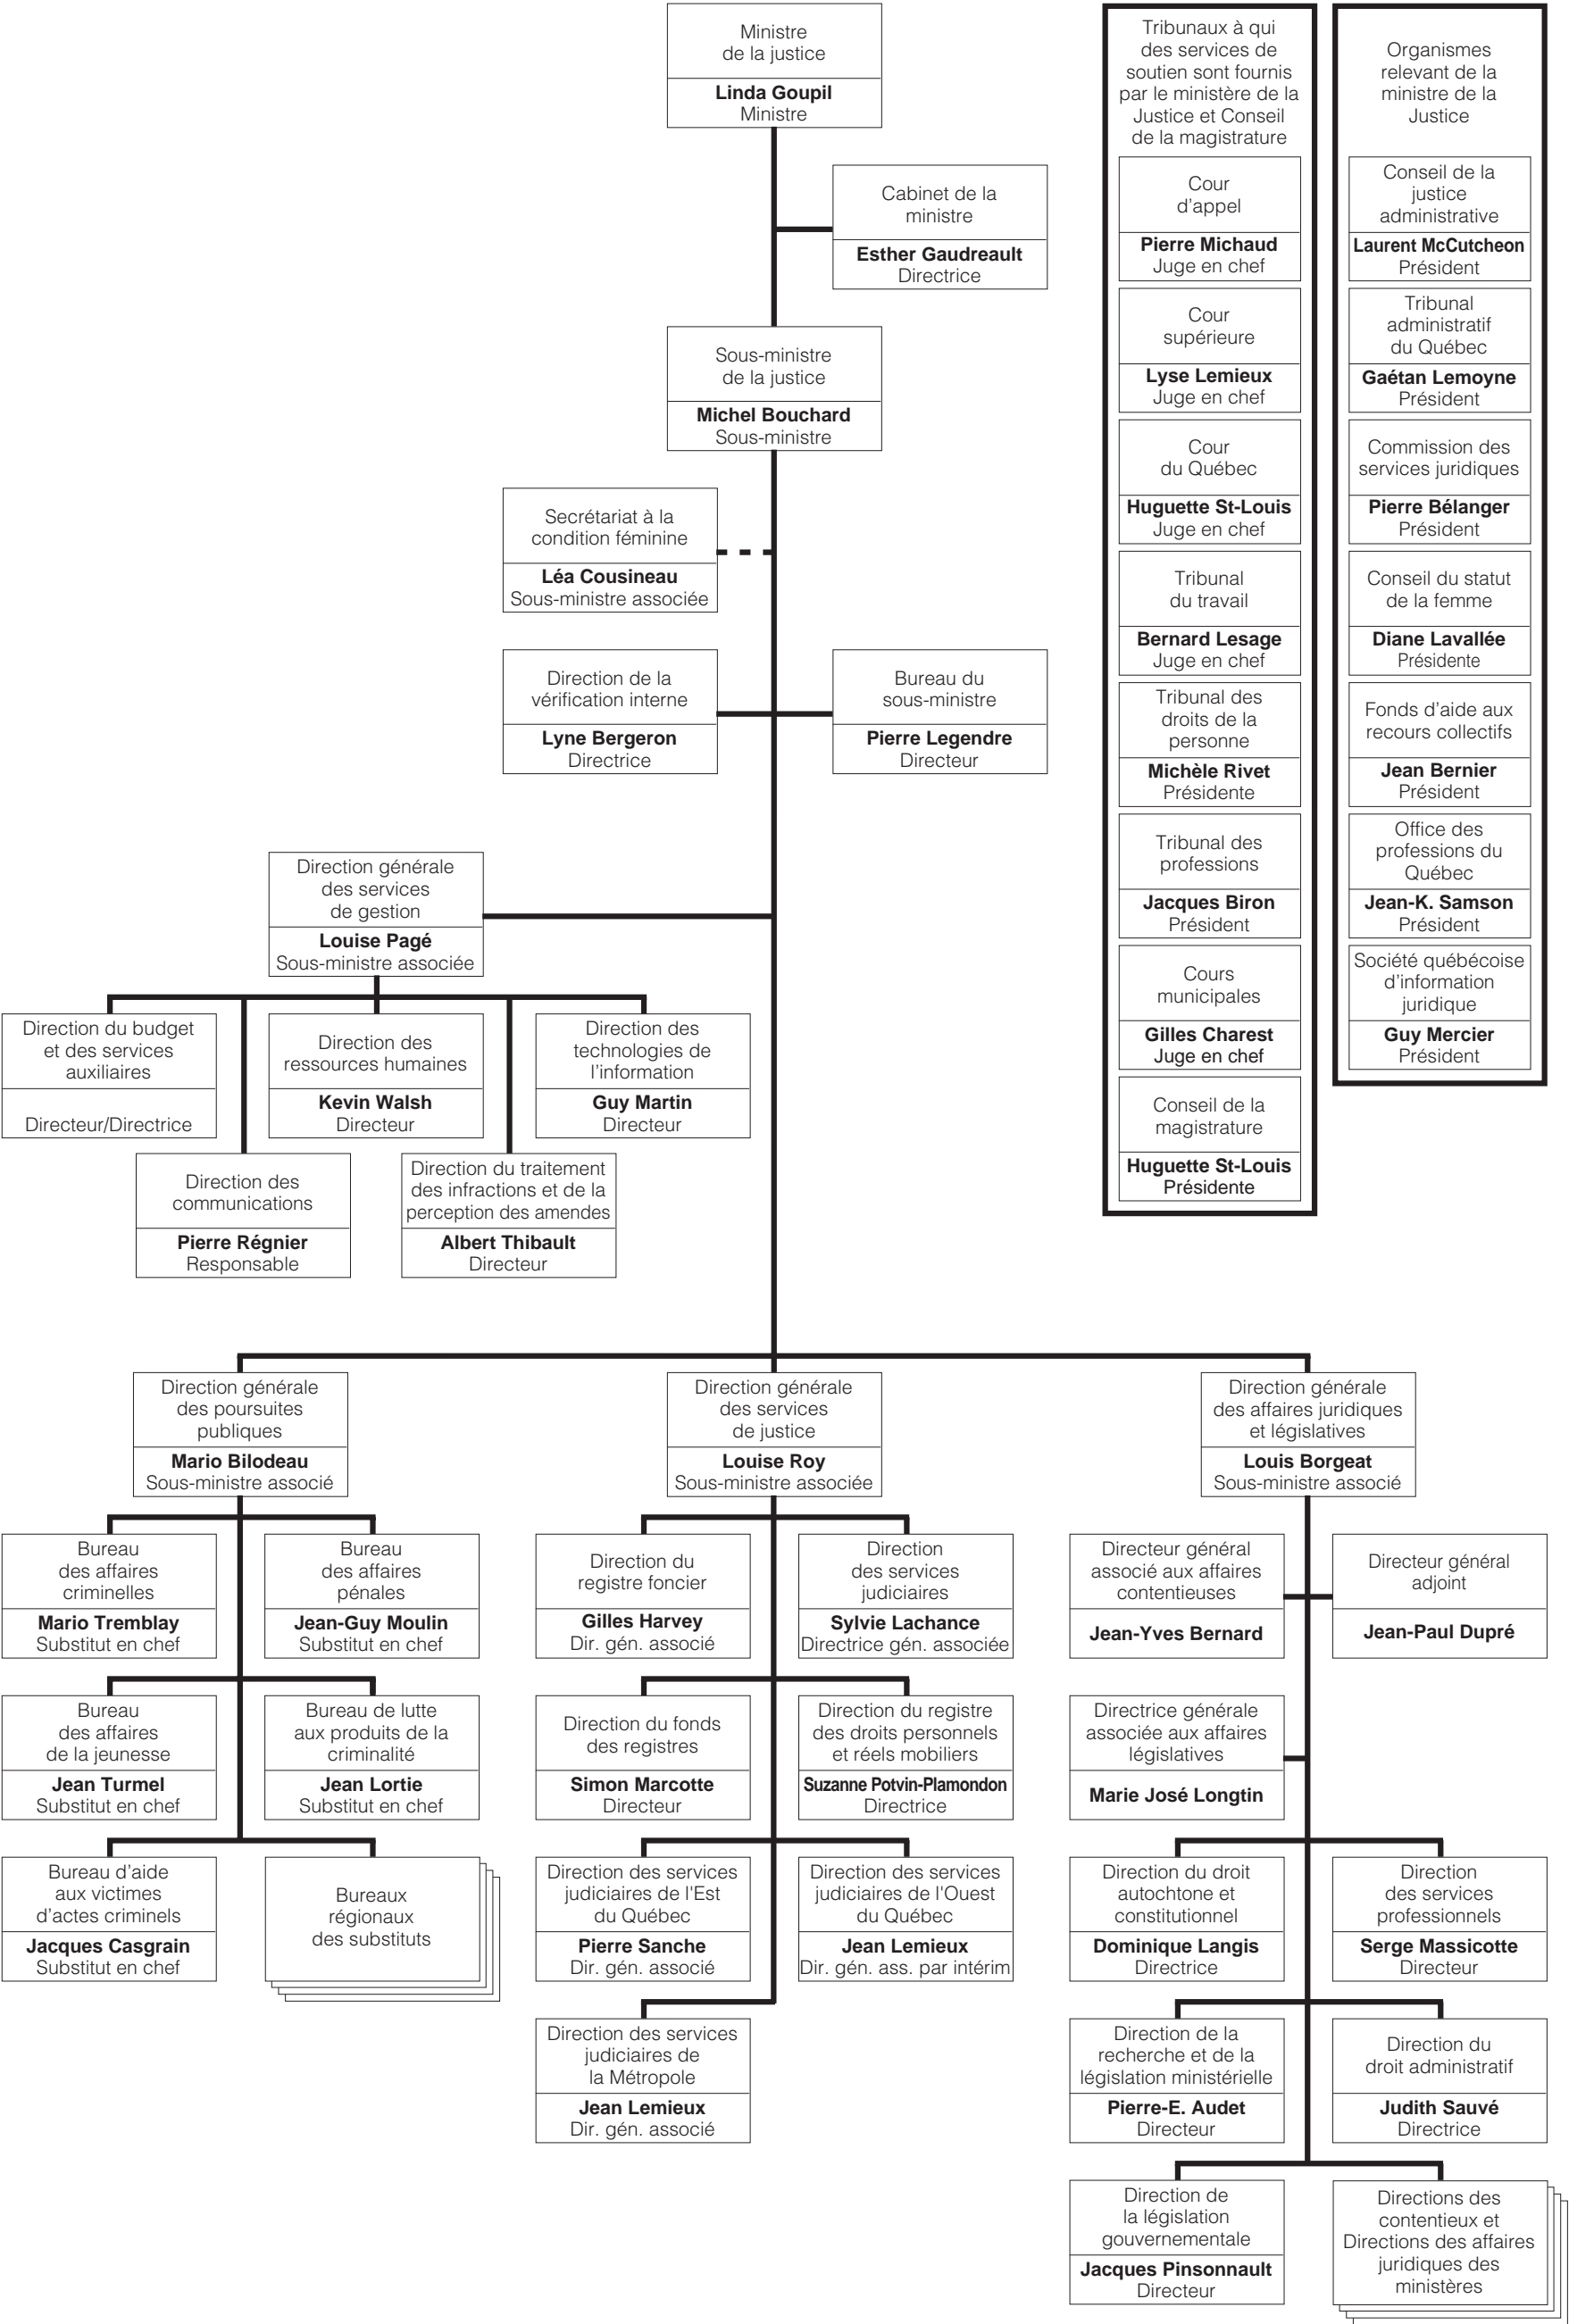 Ministre
de la justice
Linda Goupil
Ministre
Cabinet de la
ministre
Esther Gaudreault
Directrice
Sous-ministre
de la justice
Michel Bouchard
Sous-ministre
Secrétariat à la
condition féminine
Léa Cousineau
Sous-ministre associée
Direction de la
vérification interne
Lyne Bergeron
Directrice
Bureau du
sous-ministre
Pierre Legendre
Directeur
Direction générale
des services
de gestion
Louise Pagé
Sous-ministre associée
Direction du budget
et des services
auxiliaires
Directeur/Directrice
Direction des
ressources humaines
Kevin Walsh
Directeur
Direction des
technologies de
l'information
Guy Martin
Directeur
Direction des
communications
Pierre Régnier
Responsable
Direction du traitement
des infractions et de la
perception des amendes
Albert Thibault
Directeur
Tribunaux à qui
des services de
soutien sont fournis
par le ministère de la
Justice et Conseil
de la magistrature
Cour
d'appel
Pierre Michaud
Juge en chef
Cour
supérieure
Lyse Lemieux
Juge en chef
Cour
du Québec
Huguette St-Louis
Juge en chef
Tribunal
du travail
Bernard Lesage
Juge en chef
Tribunal des
droits de la
personne
Michèle Rivet
Présidente
Tribunal des
professions
Jacques Biron
Président
Cours
municipales
Gilles Charest
Juge en chef
Conseil de la
magistrature
Huguette St-Louis
Présidente
Organismes
relevant de la
ministre de la
Justice
Conseil de la
justice
administrative
Laurent McCutcheon
Président
Tribunal
administratif
du Québec
Gaétan Lemoyne
Président
Commission des
services juridiques
Pierre Bélanger
Président
Conseil du statut
de la femme
Diane Lavallée
Présidente
Fonds d'aide aux
recours collectifs
Jean Bernier
Président
Office des
professions du
Québec
Jean-K. Samson
Président
Société québécoise
d'information
juridique
Guy Mercier
Président
Direction générale
des poursuites
publiques
Mario Bilodeau
Sous-ministre associé
Bureau
des affaires
criminelles
Mario Tremblay
Substitut en chef
Bureau
des affaires
pénales
Jean-Guy Moulin
Substitut en chef
Bureau
des affaires
de la jeunesse
Jean Turmel
Substitut en chef
Bureau de lutte
aux produits de la
criminalité
Jean Lortie
Substitut en chef
Bureau d'aide
aux victimes
d'actes criminels
Jacques Casgrain
Substitut en chef
Bureaux
régionaux
des substituts
Direction générale
des services
de justice
Louise Roy
Sous-ministre associée
Direction du
registre foncier
Gilles Harvey
Dir. gén. associé
Direction
des services
judiciaires
Sylvie Lachance
Directrice gén. associée
Direction du fonds
des registres
Simon Marcotte
Directeur
Direction du registre
des droits personnels
et réels mobiliers
Suzanne Potvin-Plamondon
Directrice
Direction des services
judiciaires de l'Est
du Québec
Pierre Sanche
Dir. gén. associé
Direction des services
judiciaires de l'Ouest
du Québec
Jean Lemieux
Dir. gén. ass. par intérim
Direction des services
judiciaires de
la Métropole
Jean Lemieux
Dir. gén. associé
Direction générale
des affaires juridiques
et législatives
Louis Borgeat
Sous-ministre associé
Directeur général
associé aux affaires
contentieuses
Jean-Yves Bernard
Directeur général
adjoint
Jean-Paul Dupré
Directrice générale
associée aux affaires
législatives
Marie José Longtin
Direction du droit
autochtone et
constitutionnel
Dominique Langis
Directrice
Direction
des services
professionnels
Serge Massicotte
Directeur
Direction de la
recherche et de la
législation ministérielle
Pierre-E. Audet
Directeur
Direction du
droit administratif
Judith Sauvé
Directrice
Direction de
la législation
gouvernementale
Jacques Pinsonnault
Directeur
Directions des
contentieux et
Directions des affaires
juridiques des
ministères